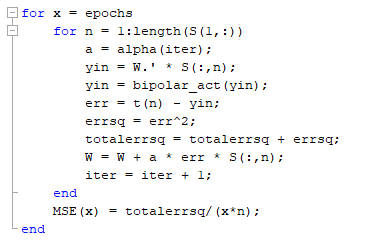 for x = epochs
for n = 1:length(S(1,:))
a = alpha(iter);
yin = W.' * S(:,n);
yin = bipolar_act(yin);
err = t(n) - yin;
errsq = err^2;
totalerrsq = totalerrsq + errsq;
W = W + a * err * S(:,n);
iter = iter + 1;
end
MSE(x) = totalerrsq/(x*n);
end